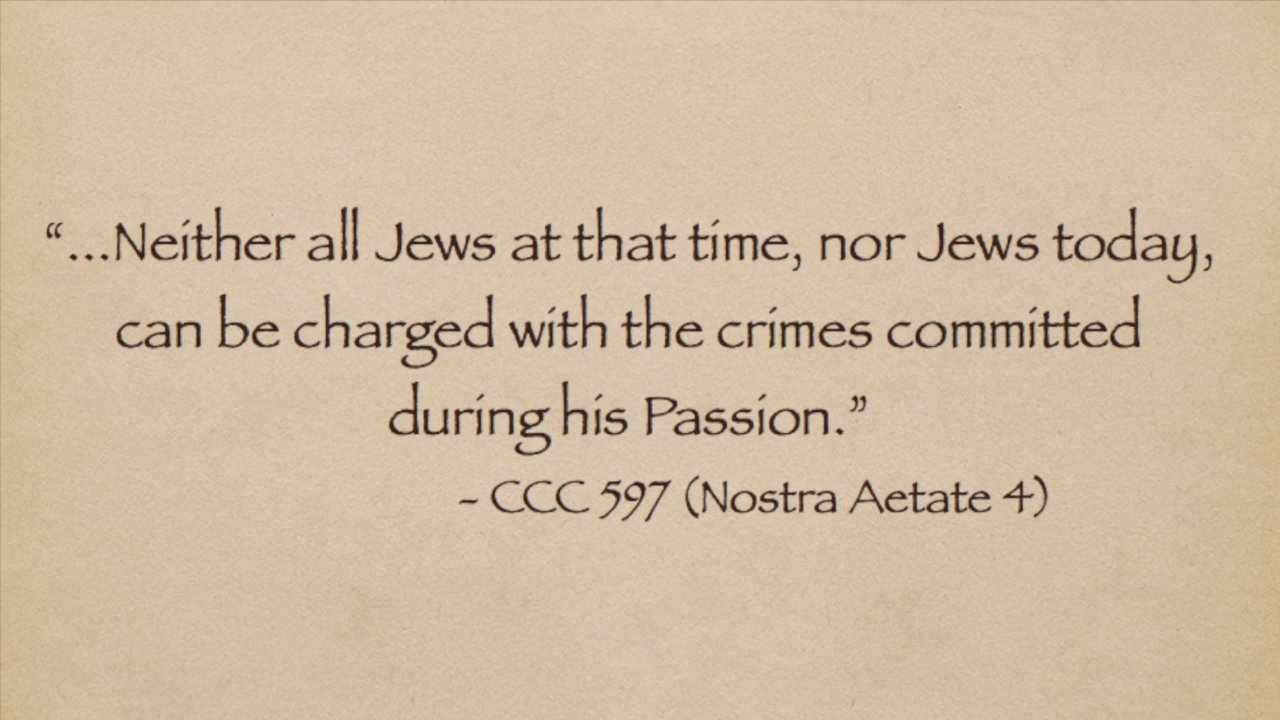 “...Neither all Jews at that time, nor Jews today,
can be charged with the crimes committed
during his Passion.”
- CCC 597 (Nostra Aetate 4)